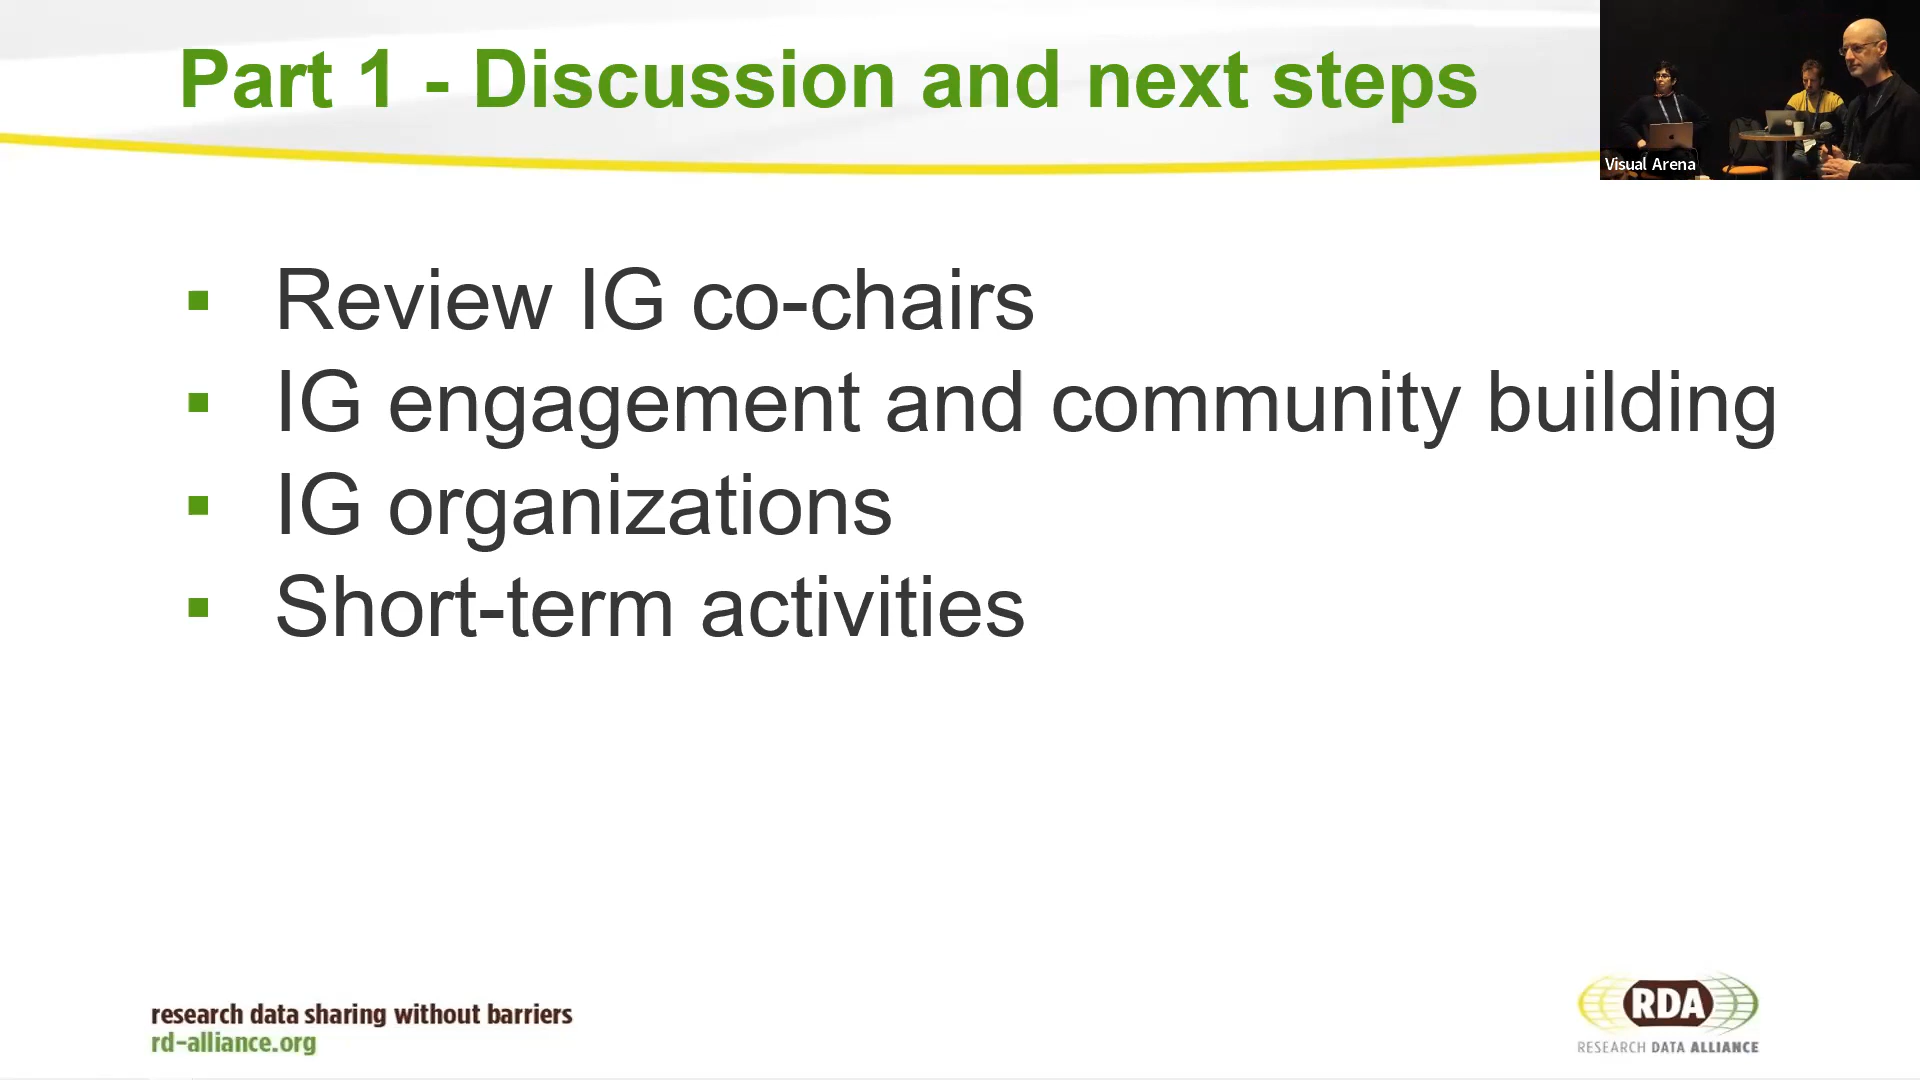 Part 1 - Discussion and next steps
Visual Arena
▪ Review IG co-chairs
▪ IG engagement and community building
▪ IG organizations
▪ Short-term activities
research data sharing without barriers
rd-alliance.org
RDA
RESEARCH DATA ALLIANCE